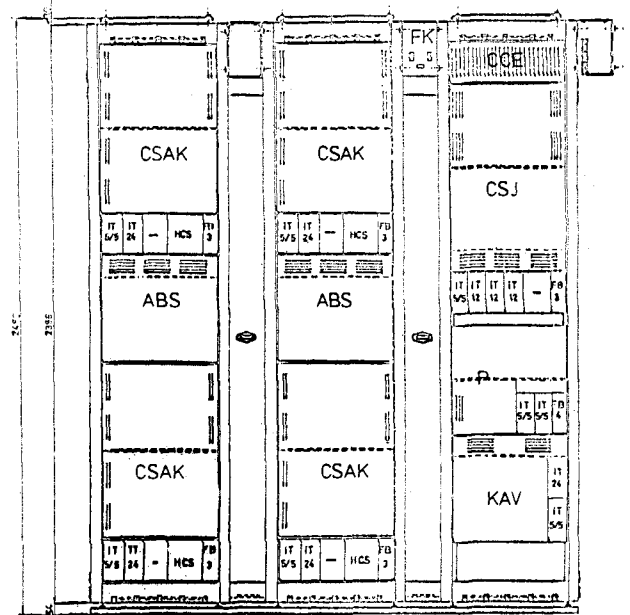 FK
CCE
CSAK
CSAK
CSJ
IT 5/5 IT 24 – HCS FB 3
IT 5/5 IT 24 – HCS FB 3
ABS
ABS
IT 5/5 IT 12 IT 12 IT 12 – FB 3
P
IT 5/5 IT 5/5 FB 4
CSAK
CSAK
KAV
IT 24
IT 5/5
IT 5/5 TT 24 – HCS FB 3
IT 5/5 IT 24 – HCS FB 3